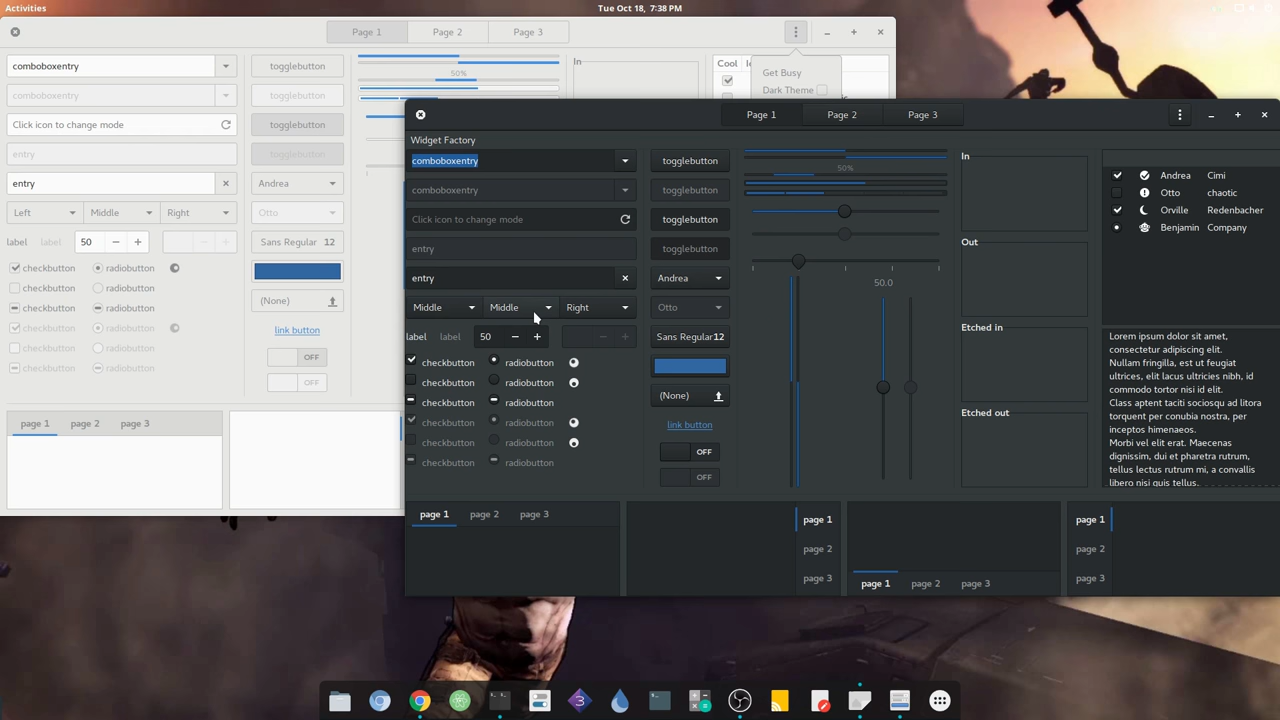 Activities
Tue Oct 18, 7:38 PM
Page 1
Page 2
Page 3
comboboxentry
togglebutton
50%
In
Cool
Get Busy
comboboxentry
togglebutton
Dark Theme
Click icon to change mode
togglebutton
entry
togglebutton
entry
Andrea
Left
Middle
Right
Otto
label
label
50
Sans Regular
12
checkbutton
radiobutton
checkbutton
radiobutton
checkbutton
radiobutton
(None)
checkbutton
radiobutton
link button
checkbutton
radiobutton
OFF
checkbutton
radiobutton
OFF
page 1
page 2
page 3
Page 1
Page 2
Page 3
Widget Factory
comboboxentry
togglebutton
50%
In
comboboxentry
togglebutton
Click icon to change mode
togglebutton
entry
togglebutton
entry
Andrea
Middle
Middle
Right
Otto
label
label
50
Sans Regular12
checkbutton
radiobutton
checkbutton
radiobutton
checkbutton
radiobutton
(None)
checkbutton
radiobutton
link button
checkbutton
radiobutton
OFF
checkbutton
radiobutton
OFF
50.0
Out
Etched in
Etched out
Andrea
Cimi
Otto
chaotic
Orville
Redenbacher
Benjamin
Company
Lorem ipsum dolor sit amet,
consectetur adipiscing elit.
Nullam fringilla, est ut feugiat
ultrices, elit lacus ultricies nibh, id
commodo tortor nisi id elit.
Class aptent taciti sociosqu ad litora
torquent per conubia nostra, per
inceptos himenaeos.
Morbi vel elit erat. Maecenas
dignissim, dui et pharetra rutrum,
tellus lectus rutrum mi, a convallis
libero nisi quis tellus.
page 1
page 2
page 3
page 1
page 2
page 3
page 1
page 2
page 3
page 1
page 2
page 3